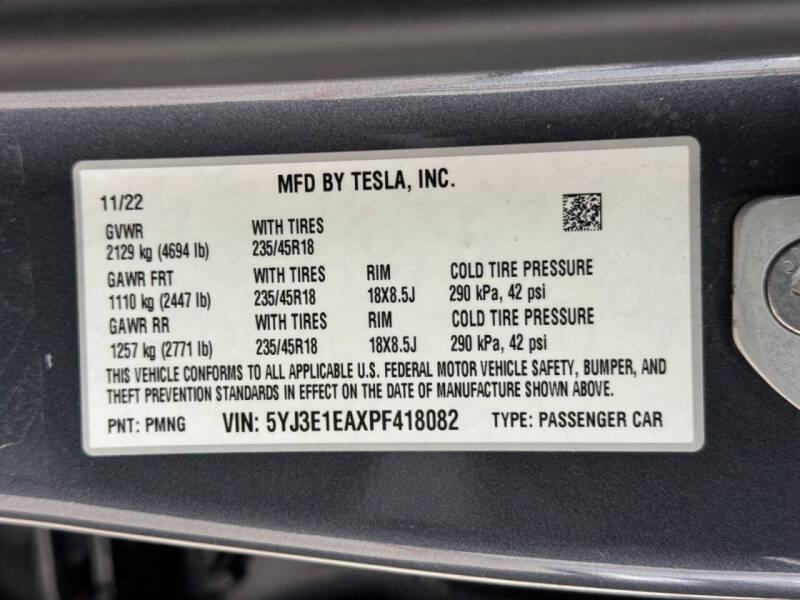 MFD BY TESLA, INC.
11/22
GVWR WITH TIRES
2129 kg (4694 lb) 235/45R18
GAWR FRT WITH TIRES RIM COLD TIRE PRESSURE
1110 kg (2447 lb) 235/45R18 18X8.5J 290 kPa, 42 psi
GAWR RR WITH TIRES RIM COLD TIRE PRESSURE
1257 kg (2771 lb) 235/45R18 18X8.5J 290 kPa, 42 psi
THIS VEHICLE CONFORMS TO ALL APPLICABLE U.S. FEDERAL MOTOR VEHICLE SAFETY, BUMPER, AND
THEFT PREVENTION STANDARDS IN EFFECT ON THE DATE OF MANUFACTURE SHOWN ABOVE.
PNT: PMNG VIN: 5YJ3E1EAXPF418082 TYPE: PASSENGER CAR